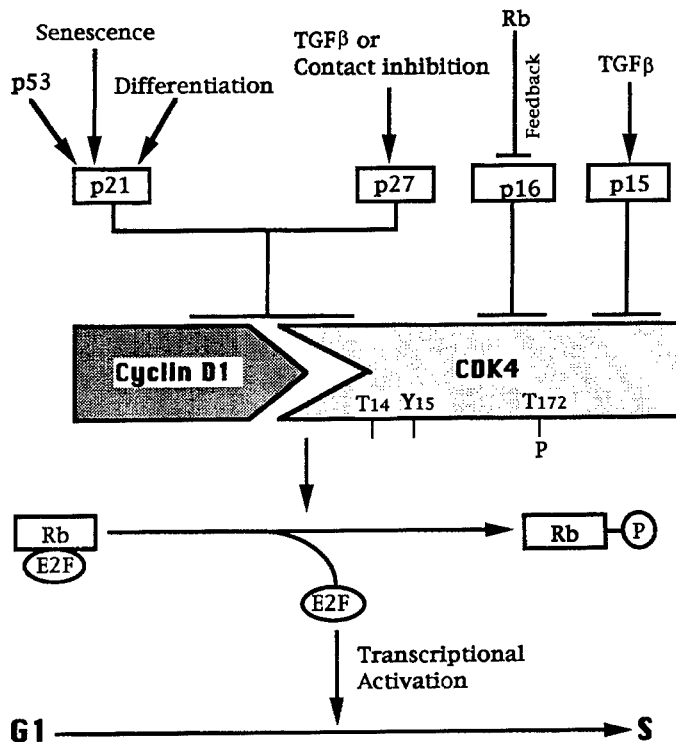 Senescence
p53
Differentiation
TGFβ or
Contact inhibition
Rb
Feedback
TGFβ
p21
p27
p16
p15
Cyclin D1
CDK4
T14
Y15
T172
P
Rb
E2F
Rb
P
E2F
Transcriptional
Activation
G1
S